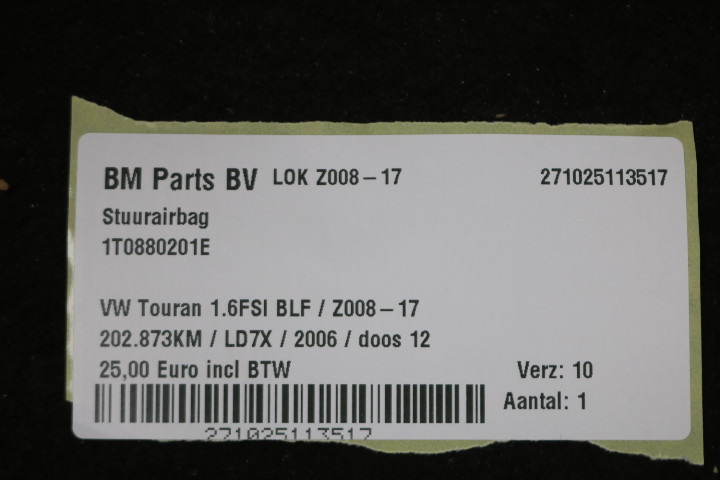 BM Parts BV LOK Z008-17 271025113517
Stuurairbag
1T0880201E
VW Touran 1.6FSI BLF / Z008-17
202.873KM / LD7X / 2006 / doos 12
25,00 Euro incl BTW Verz: 10
Aantal: 1
271025113517